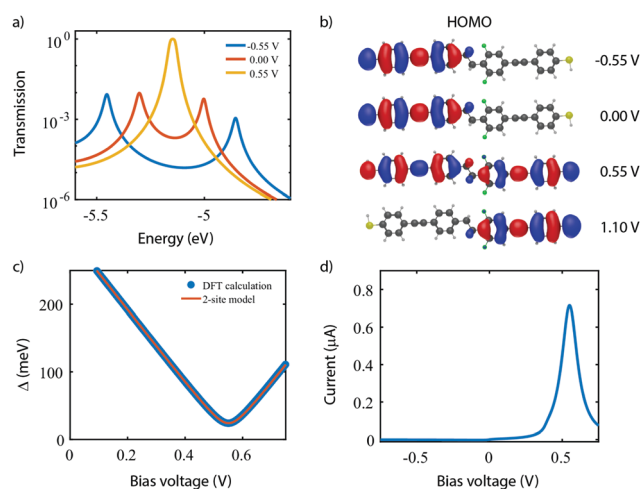 a)
Transmission
10⁰
10⁻³
10⁻⁶
-0.55 V
0.00 V
0.55 V
-5.5
-5
Energy (eV)
b)
HOMO
-0.55 V
0.00 V
0.55 V
1.10 V
c)
Δ (meV)
200
100
0
DFT calculation
2-site model
0
0.2
0.4
0.6
Bias voltage (V)
d)
Current (μA)
0.8
0.6
0.4
0.2
0
-0.5
0
0.5
Bias voltage (V)